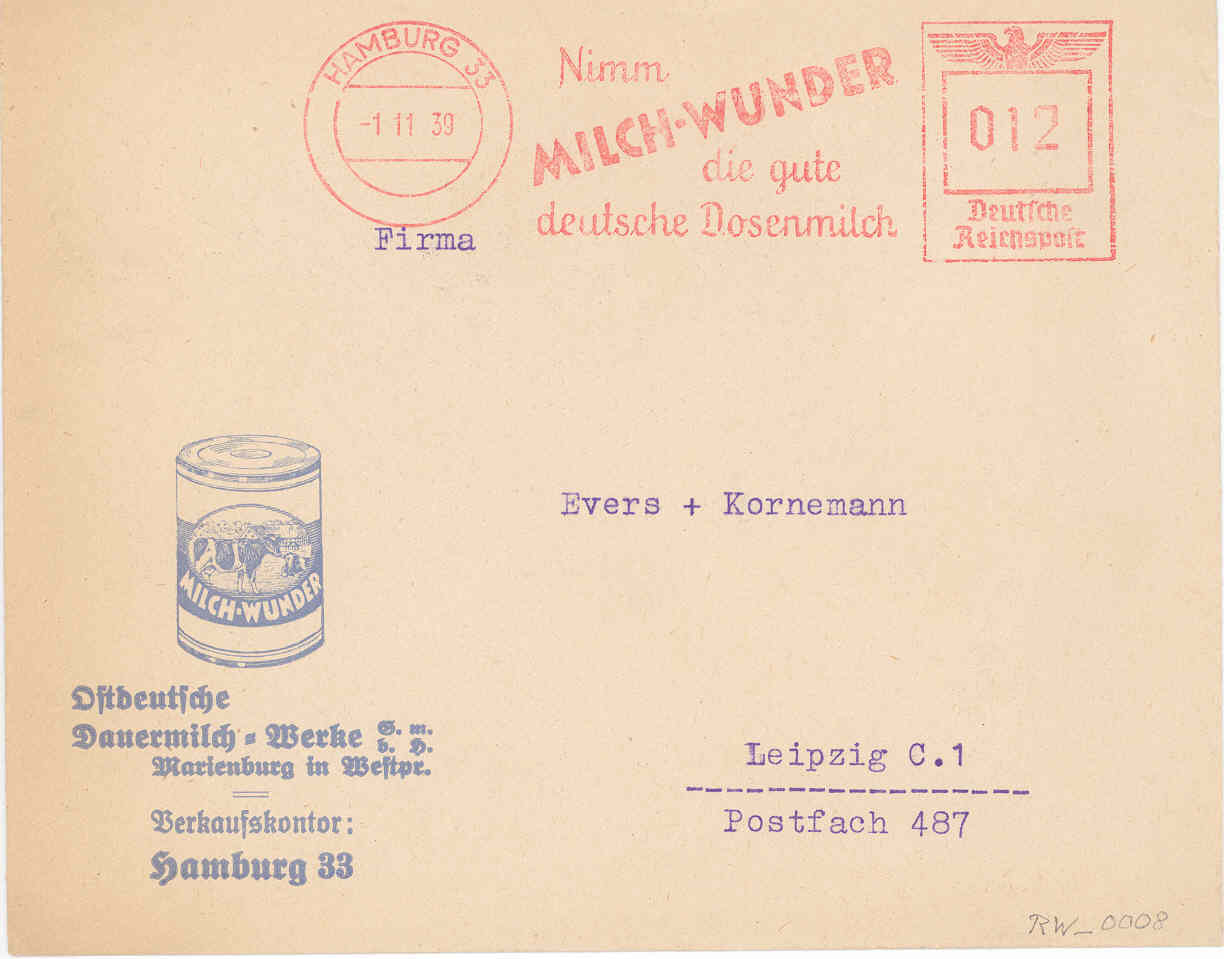 HAMBURG 33
-1 11 39
Nimm
MILCH-WUNDER
die gute
deutsche Dosenmilch
012
Deutsche
Reichspost
Firma
Evers + Kornemann
MILCH-WUNDER
Ostdeutsche
Dauermilch-Werke G. m. b. H.
Marienburg in Westpr.
Verkaufskontor:
Hamburg 33
Leipzig C.1
Postfach 487
RW_0008